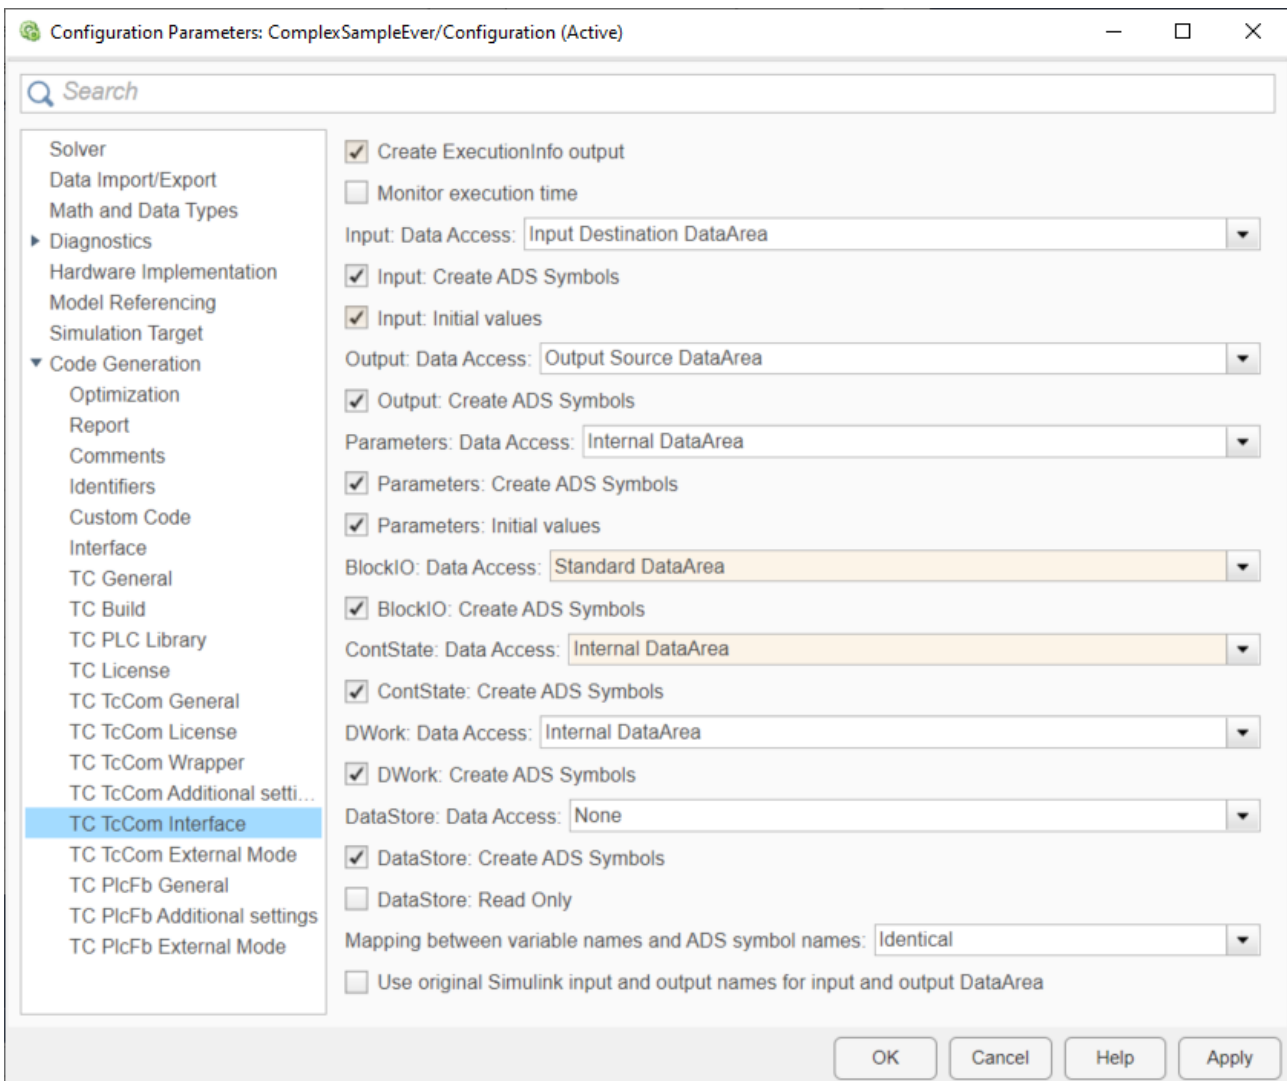 Configuration Parameters: ComplexSampleEver/Configuration (Active)
Search
Solver
Data Import/Export
Math and Data Types
Diagnostics
Hardware Implementation
Model Referencing
Simulation Target
Code Generation
Optimization
Report
Comments
Identifiers
Custom Code
Interface
TC General
TC Build
TC PLC Library
TC License
TC TcCom General
TC TcCom License
TC TcCom Wrapper
TC TcCom Additional setti...
TC TcCom Interface
TC TcCom External Mode
TC PlcFb General
TC PlcFb Additional settings
TC PlcFb External Mode
Create ExecutionInfo output
Monitor execution time
Input: Data Access: Input Destination DataArea
Input: Create ADS Symbols
Input: Initial values
Output: Data Access: Output Source DataArea
Output: Create ADS Symbols
Parameters: Data Access: Internal DataArea
Parameters: Create ADS Symbols
Parameters: Initial values
BlockIO: Data Access: Standard DataArea
BlockIO: Create ADS Symbols
ContState: Data Access: Internal DataArea
ContState: Create ADS Symbols
DWork: Data Access: Internal DataArea
DWork: Create ADS Symbols
DataStore: Data Access: None
DataStore: Create ADS Symbols
DataStore: Read Only
Mapping between variable names and ADS symbol names: Identical
Use original Simulink input and output names for input and output DataArea
OK Cancel Help Apply